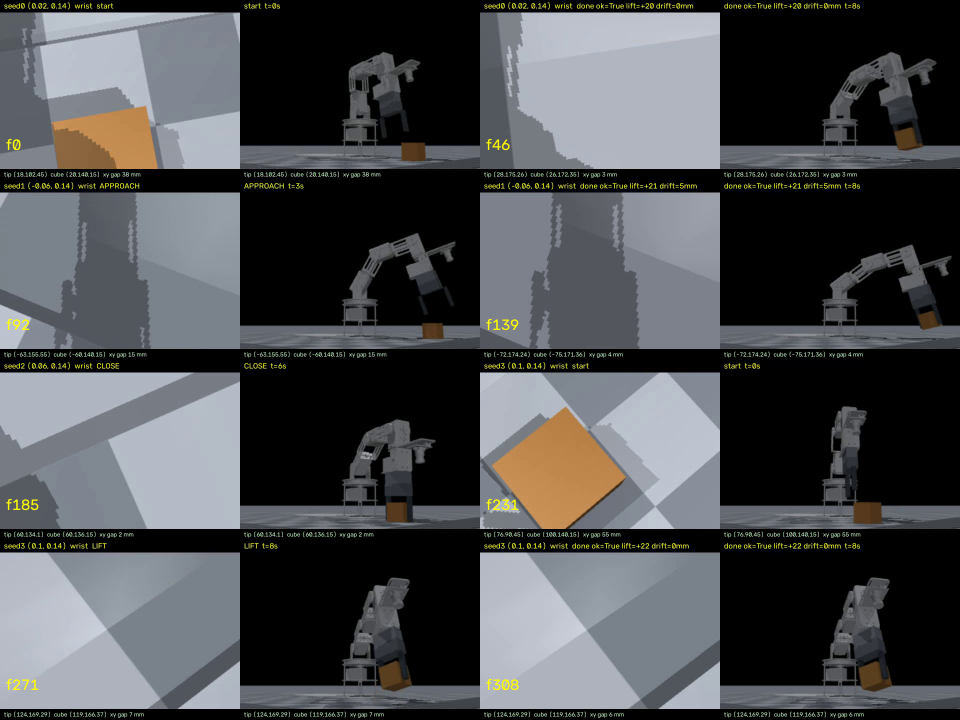 seed0 (0.02, 0.14) wrist start
start t=0s
seed0 (0.02, 0.14) wrist done ok=True lift=+20 drift=0mm
done ok=True lift=+20 drift=0mm t=8s
f0
f46
tip (18,102,45) cube (20,140,15) xy gap 38 mm
tip (18,102,45) cube (20,140,15) xy gap 38 mm
tip (28,175,26) cube (26,172,35) xy gap 3 mm
tip (28,175,26) cube (26,172,35) xy gap 3 mm
seed1 (-0.06, 0.14) wrist APPROACH
APPROACH t=3s
seed1 (-0.06, 0.14) wrist done ok=True lift=+21 drift=5mm
done ok=True lift=+21 drift=5mm t=8s
f92
f139
tip (-63,155,55) cube (-60,140,15) xy gap 15 mm
tip (-63,155,55) cube (-60,140,15) xy gap 15 mm
tip (-72,174,24) cube (-75,171,36) xy gap 4 mm
tip (-72,174,24) cube (-75,171,36) xy gap 4 mm
seed2 (0.06, 0.14) wrist CLOSE
CLOSE t=6s
seed3 (0.1, 0.14) wrist start
start t=0s
f185
f231
tip (60,134,1) cube (60,136,15) xy gap 2 mm
tip (60,134,1) cube (60,136,15) xy gap 2 mm
tip (76,90,45) cube (100,140,15) xy gap 55 mm
tip (76,90,45) cube (100,140,15) xy gap 55 mm
seed3 (0.1, 0.14) wrist LIFT
LIFT t=8s
seed3 (0.1, 0.14) wrist done ok=True lift=+22 drift=0mm
done ok=True lift=+22 drift=0mm t=8s
f271
f308
tip (124,169,29) cube (119,166,37) xy gap 7 mm
tip (124,169,29) cube (119,166,37) xy gap 7 mm
tip (124,169,29) cube (119,166,37) xy gap 6 mm
tip (124,169,29) cube (119,166,37) xy gap 6 mm